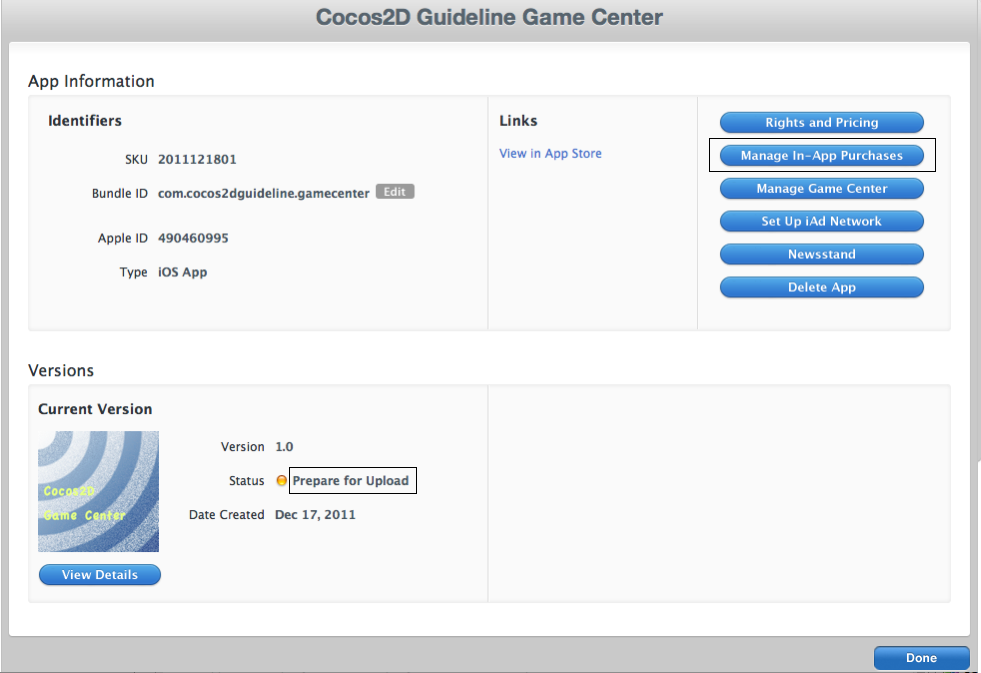 Cocos2D Guideline Game Center
App Information
Identifiers
SKU 2011121801
Bundle ID com.cocos2dguideline.gamecenter Edit
Apple ID 490460995
Type iOS App
Links
View in App Store
Rights and Pricing
Manage In-App Purchases
Manage Game Center
Set Up iAd Network
Newsstand
Delete App
Versions
Current Version
Cocos2D
Game Center
Version 1.0
Status Prepare for Upload
Date Created Dec 17, 2011
View Details
Done